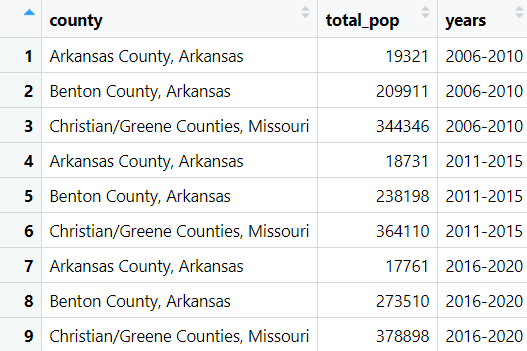 county total_pop years
1 Arkansas County, Arkansas 19321 2006-2010
2 Benton County, Arkansas 209911 2006-2010
3 Christian/Greene Counties, Missouri 344346 2006-2010
4 Arkansas County, Arkansas 18731 2011-2015
5 Benton County, Arkansas 238198 2011-2015
6 Christian/Greene Counties, Missouri 364110 2011-2015
7 Arkansas County, Arkansas 17761 2016-2020
8 Benton County, Arkansas 273510 2016-2020
9 Christian/Greene Counties, Missouri 378898 2016-2020